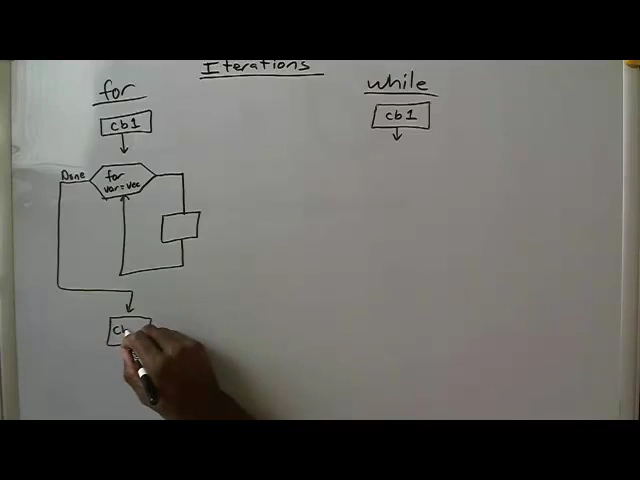 Iterations
for
while
cb1
cb1
Done
for
var=vec